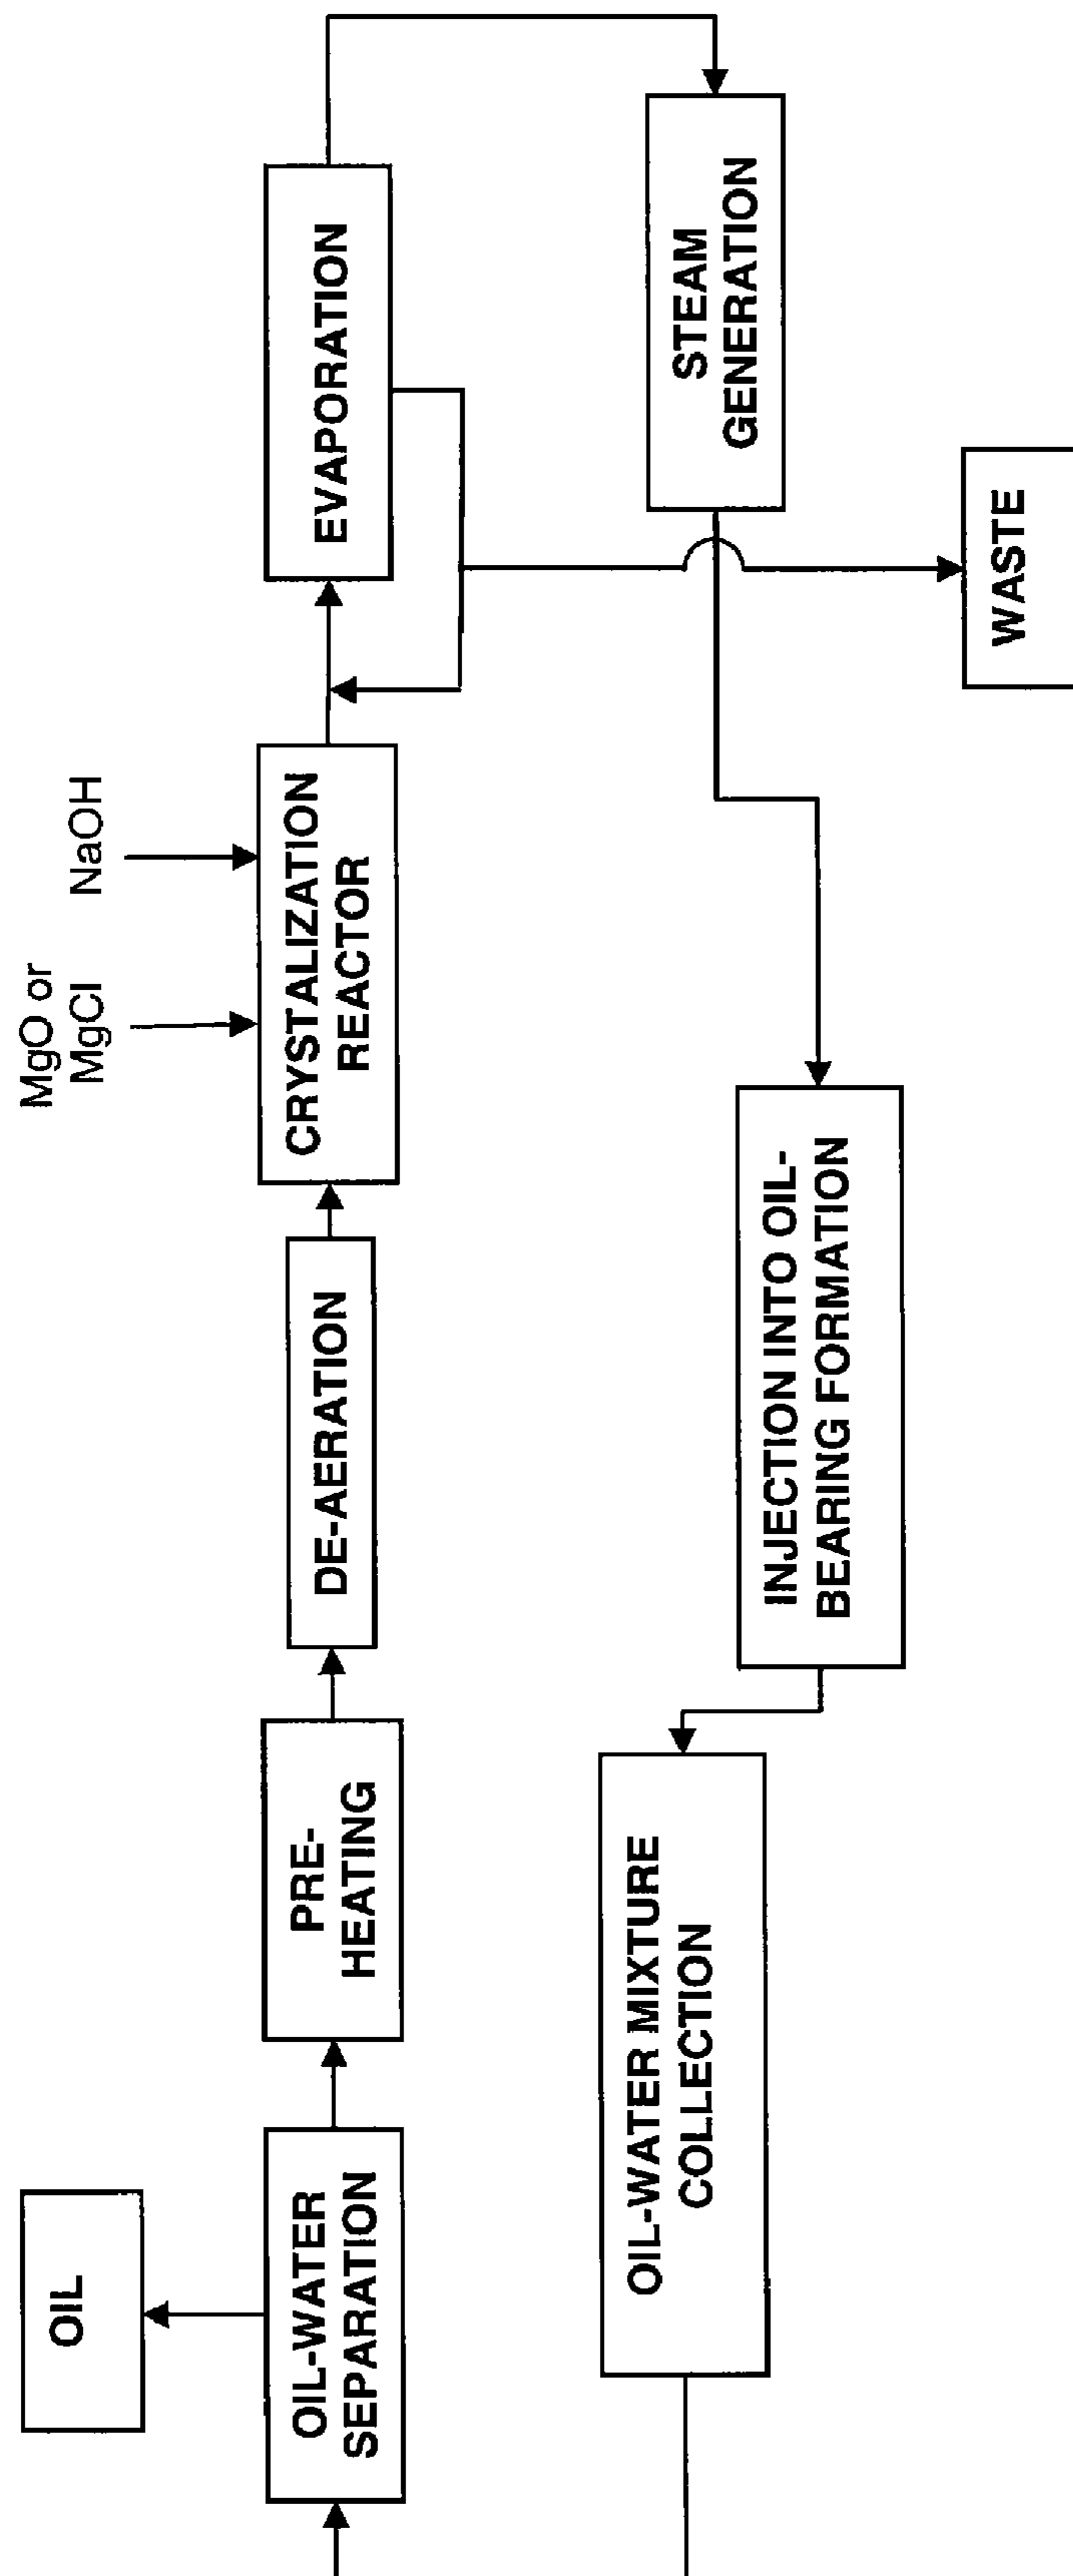 OIL
OIL-WATER
SEPARATION
PRE-
HEATING
DE-AERATION
MgO or
MgCl
NaOH
CRYSTALIZATION
REACTOR
EVAPORATION
STEAM
GENERATION
WASTE
INJECTION INTO OIL-
BEARING FORMATION
OIL-WATER MIXTURE
COLLECTION